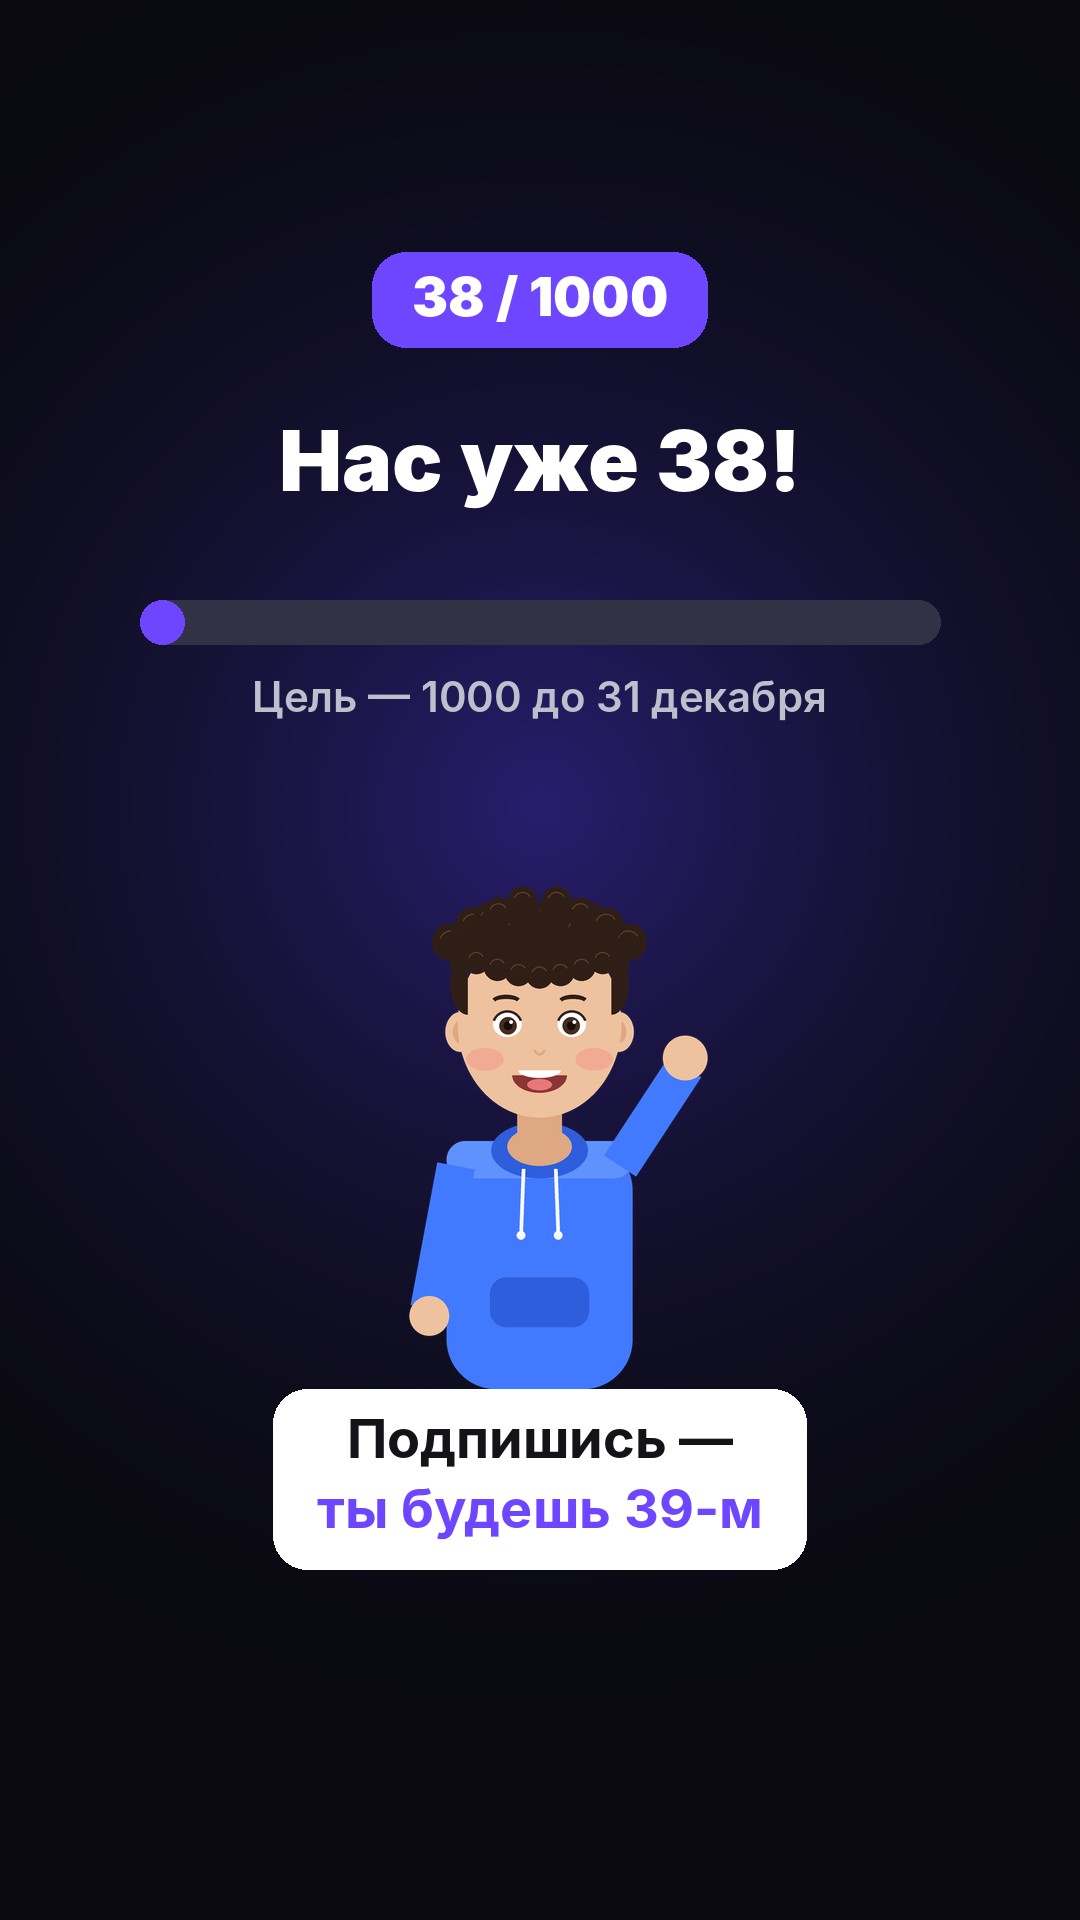 38 / 1000
Нас уже 38!
Цель — 1000 до 31 декабря
Подпишись —
ты будешь 39-м